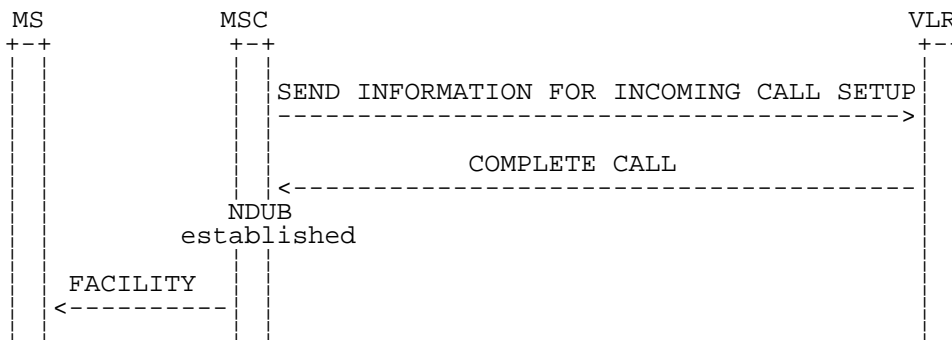 MS MSC VLR
SEND INFORMATION FOR INCOMING CALL SETUP
COMPLETE CALL
NDUB
established
FACILITY